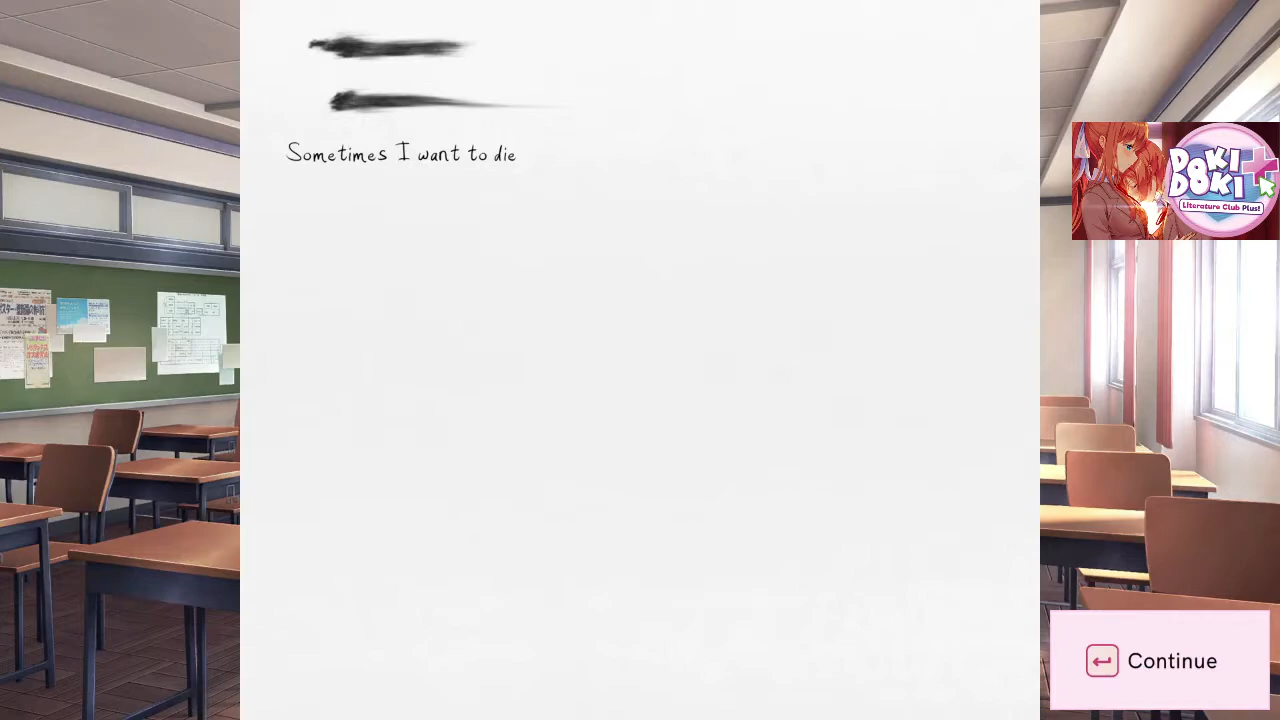 Sometimes I want to die
DOKI
DOKI
Literature Club Plus!
Continue